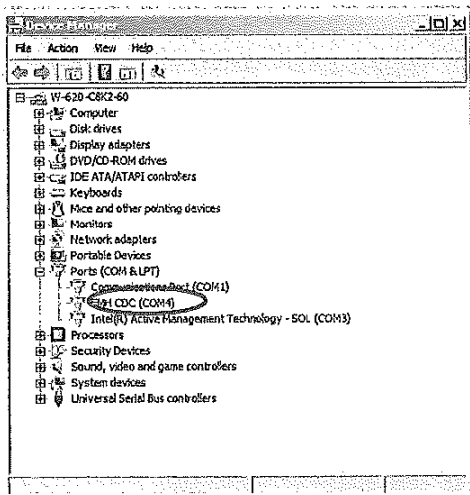 Device Manager
File Action View Help
W-620-C8K2-60
Computer
Disk drives
Display adapters
DVD/CD-ROM drives
IDE ATA/ATAPI controllers
Keyboards
Mice and other pointing devices
Monitors
Network adapters
Portable Devices
Ports (COM & LPT)
Communications Port (COM1)
CDC (COM4)
Intel(R) Active Management Technology - SOL (COM3)
Processors
Security Devices
Sound, video and game controllers
System devices
Universal Serial Bus controllers